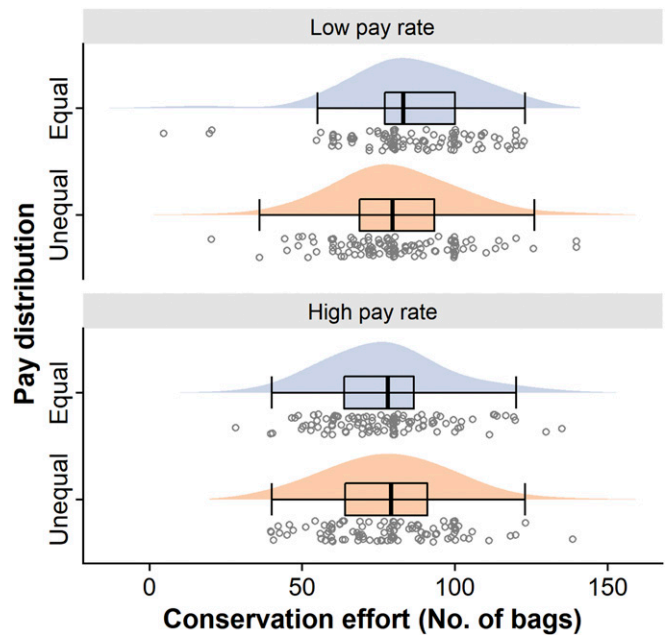 Low pay rate
Equal
Unequal
High pay rate
Equal
Unequal
Pay distribution
0 50 100 150
Conservation effort (No. of bags)